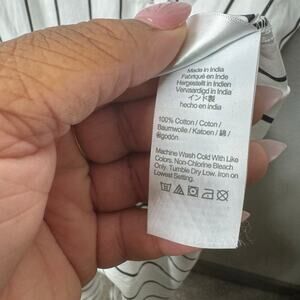 Made in India
Fabriqué en Inde
Hergestellt in Indien
Vervaardigd in India
インド製
hecho en India
100% Cotton / Coton /
Baumwolle / Katoen / 綿 /
algodón
Machine Wash Cold With Like
Colors. Non-Chlorine Bleach
Only. Tumble Dry Low. Iron on
Lowest Setting.